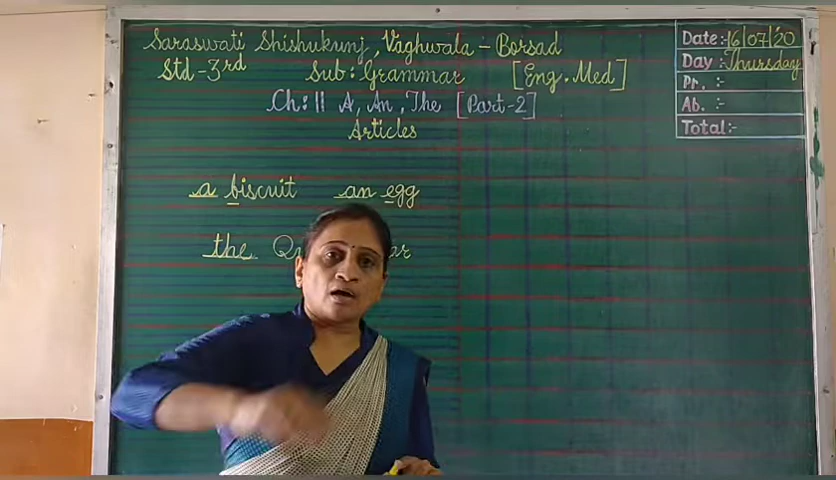 Saraswati Shishukunj, Vaghwala - Borsad
Std - 3rd Sub : Grammar [Eng. Med]
Ch : 11 A, An, The [Part-2]
Articles
a biscuit an egg
the
Date :- 16/07/20
Day :- Thursday
Pr. :-
Ab. :-
Total :-